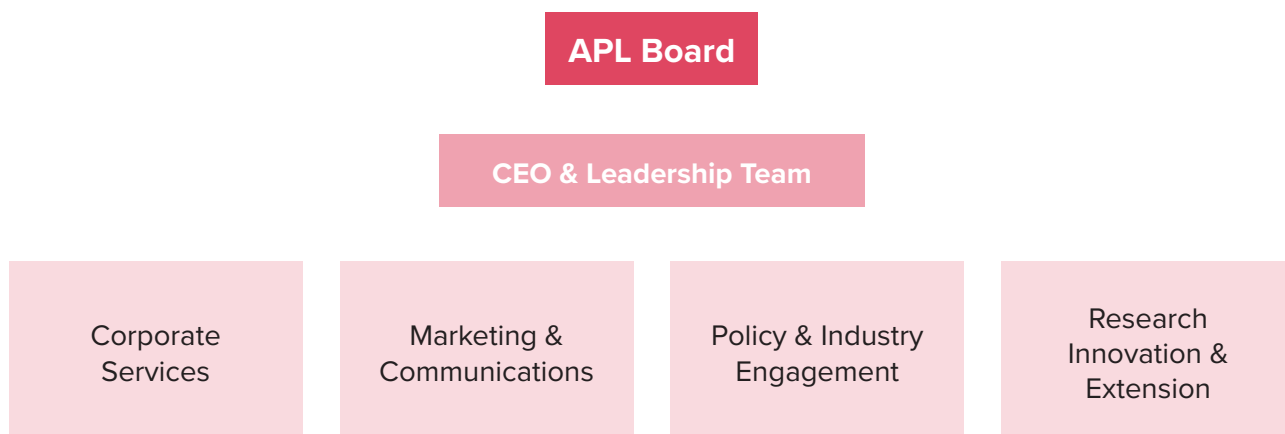 APL Board
CEO & Leadership Team
Corporate
Services
Marketing &
Communications
Policy & Industry
Engagement
Research
Innovation &
Extension